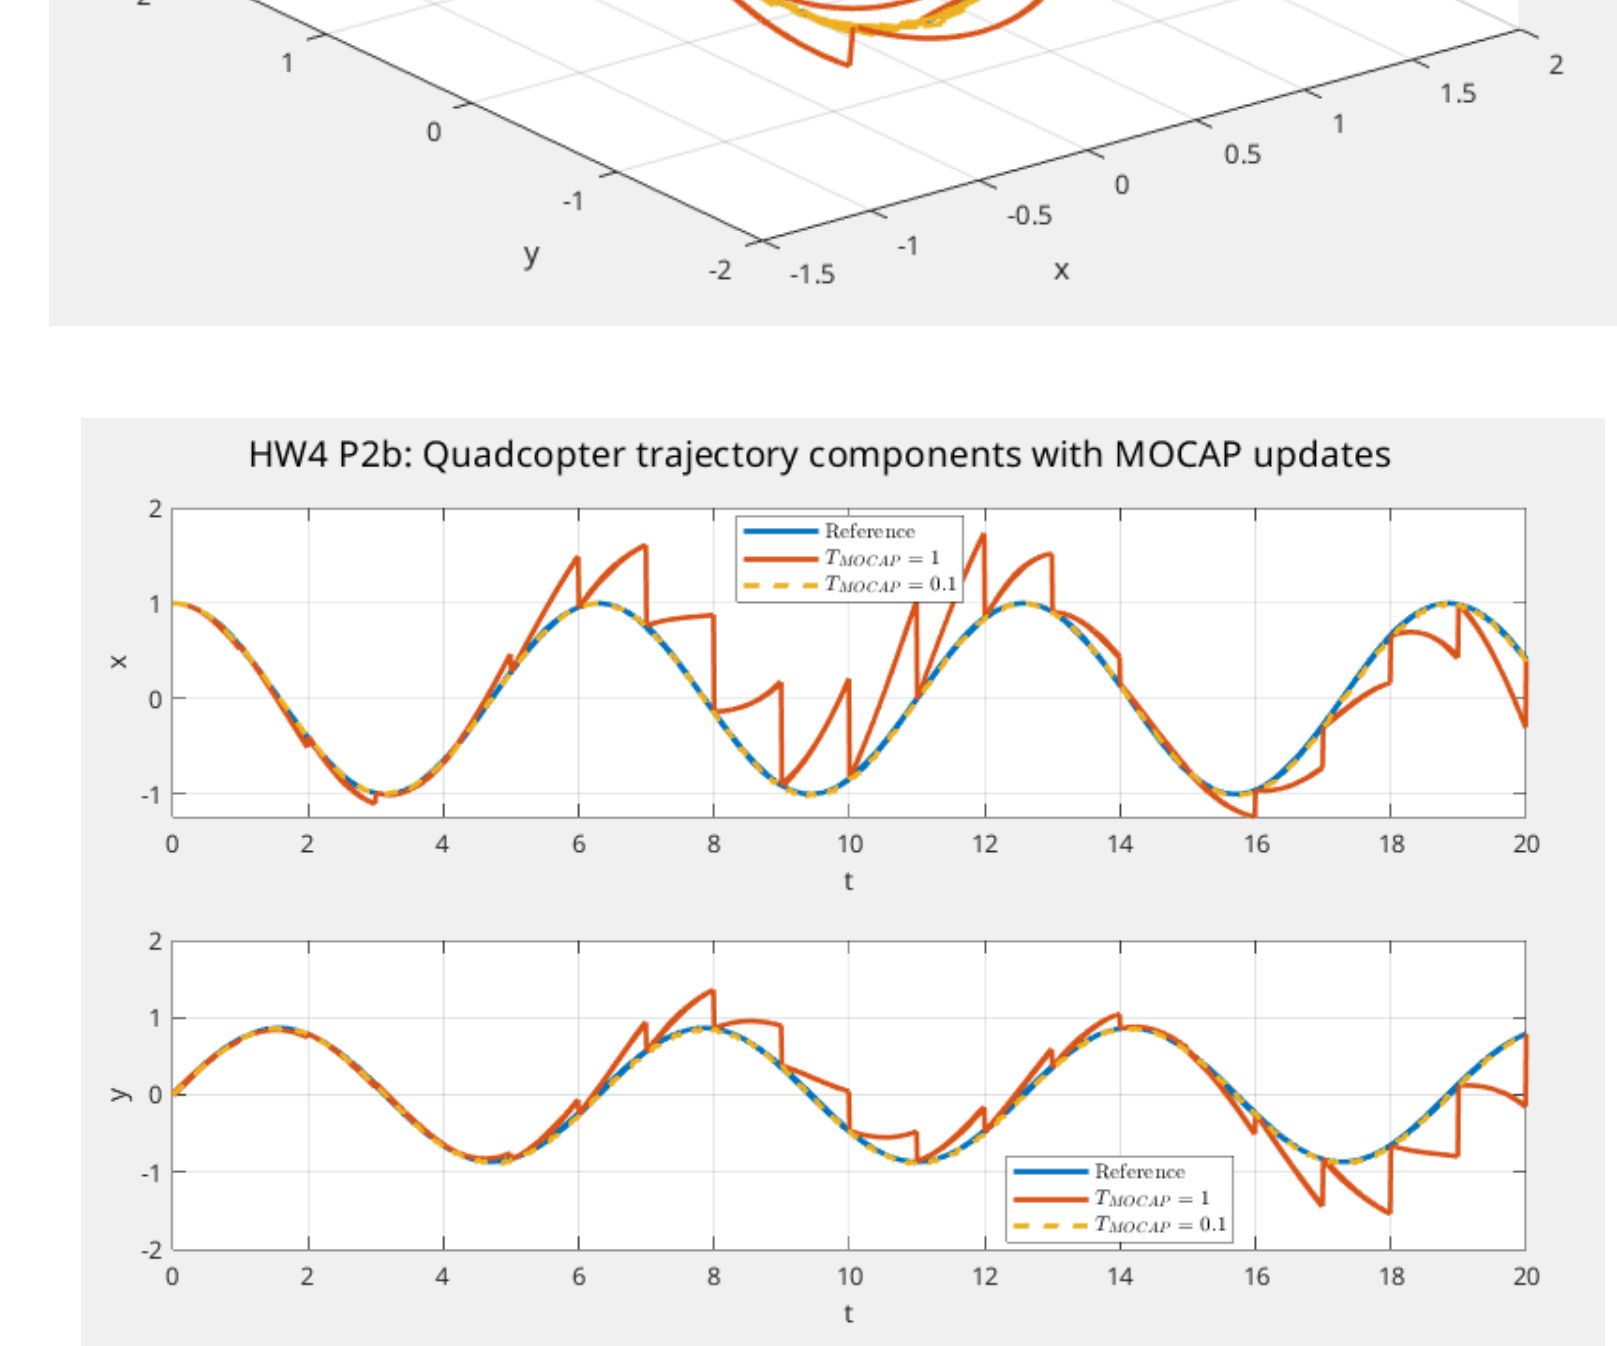 2
1
0
-1
-2
y
-1.5
-1
-0.5
0
0.5
1
1.5
2
x
HW4 P2b: Quadcopter trajectory components with MOCAP updates
2
1
0
-1
x
Reference
T_MOCAP = 1
T_MOCAP = 0.1
0 2 4 6 8 10 12 14 16 18 20
t
2
1
0
-1
-2
y
Reference
T_MOCAP = 1
T_MOCAP = 0.1
0 2 4 6 8 10 12 14 16 18 20
t